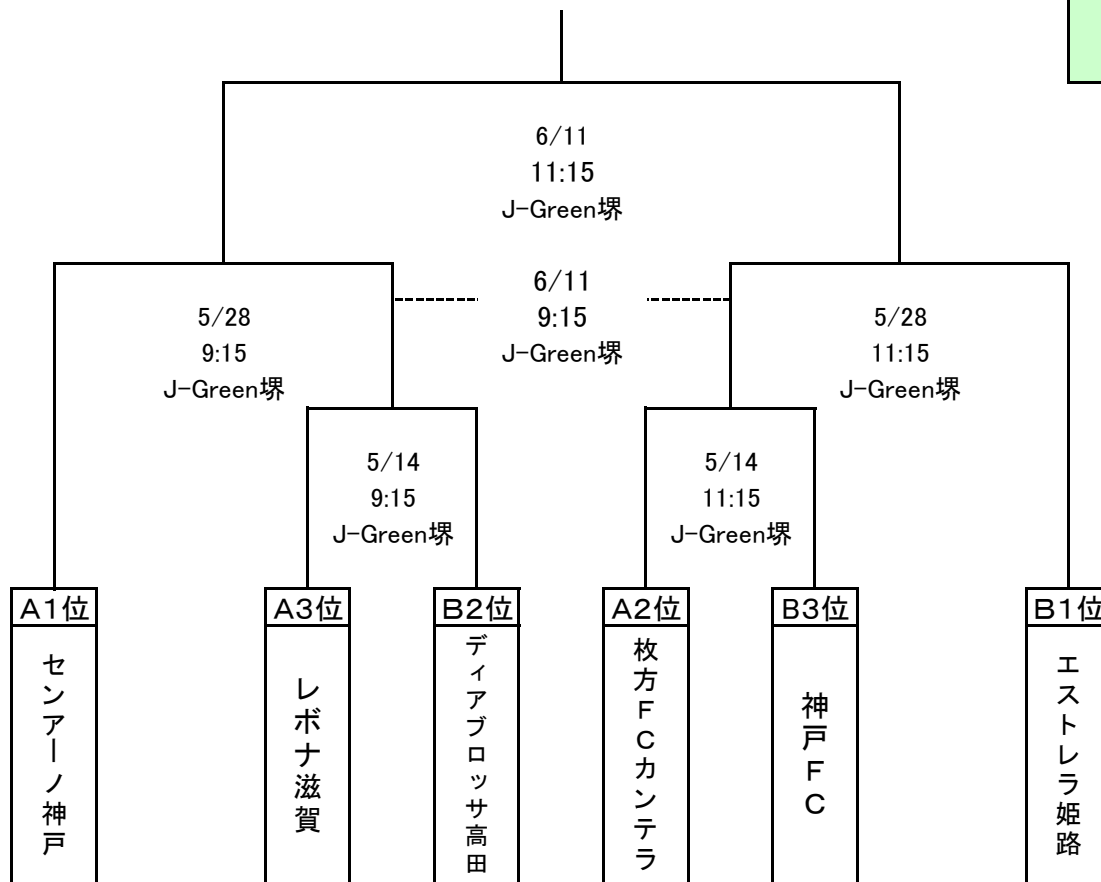 6/11
11:15
J-Green堺
6/11
9:15
J-Green堺
5/28
9:15
J-Green堺
5/28
11:15
J-Green堺
5/14
9:15
J-Green堺
5/14
11:15
J-Green堺
A1位
A3位
B2位
A2位
B3位
B1位
センアーノ神戸
レボナ滋賀
ディアブロッサ高田
枚方FCカンテラ
神戸FC
エストレラ姫路